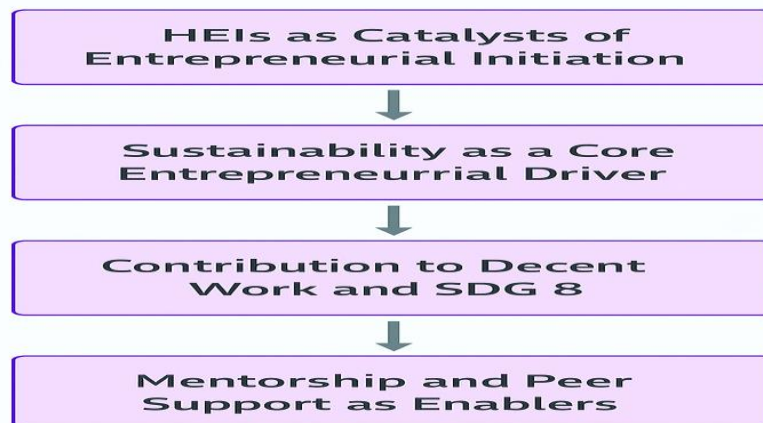 HEIs as Catalysts of
Entrepreneurial Initiation
Sustainability as a Core
Entrepreneurrial Driver
Contribution to Decent
Work and SDG 8
Mentorship and Peer
Support as Enablers